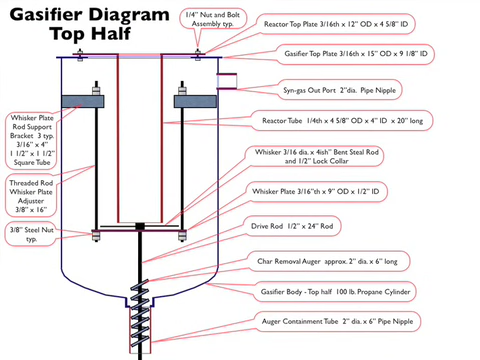 Gasifier Diagram
Top Half
1/4" Nut and Bolt
Assembly typ.
Reactor Top Plate 3/16th x 12" OD x 4 5/8" ID
Gasifier Top Plate 3/16th x 15" OD x 9 1/8" ID
Syn-gas Out Port 2"dia. Pipe Nipple
Whisker Plate
Rod Support
Bracket 3 typ.
3/16" x 4"
1 1/2" x 1 1/2"
Square Tube
Reactor Tube 1/4th x 4 5/8" OD x 4" ID x 20" long
Whisker 3/16 dia. x 4ish" Bent Steal Rod
and 1/2" Lock Collar
Threaded Rod
Whisker Plate
Adjuster
3/8" x 16"
Whisker Plate 3/16"th x 9" OD x 1/2" ID
3/8" Steel Nut
typ.
Drive Rod 1/2" x 24" Rod
Char Removal Auger approx. 2" dia. x 6" long
Gasifier Body - Top half 100 lb. Propane Cylinder
Auger Containment Tube 2" dia. x 6" Pipe Nipple